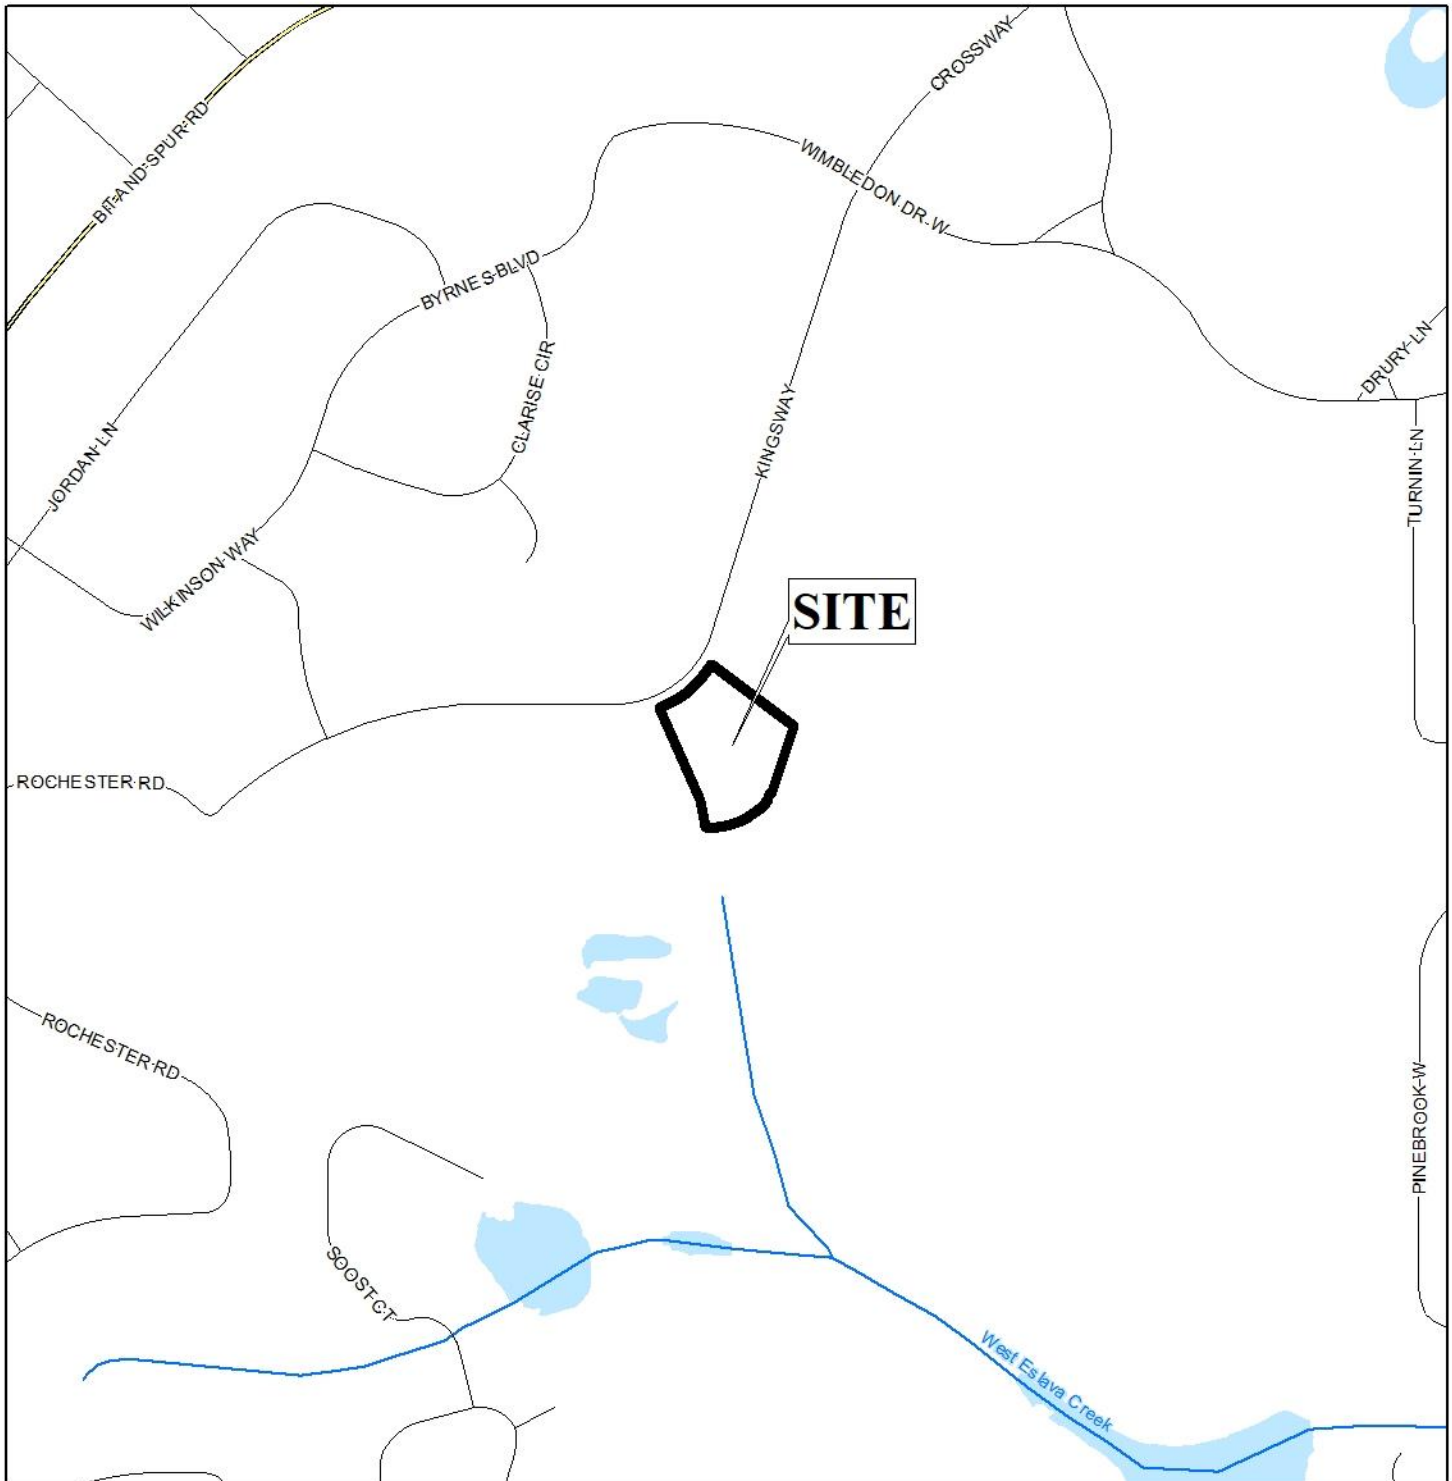 CROSSWAY
BIT-AND-SPUR-RD
WIMBLEDON DR W
BYRNES BLVD
CLARISE CIR
DRURY-LN
KINGSWAY
JORDAN-LN
TURNIN-LN
WILKINSON-WAY
SITE
ROCHESTER RD
ROCHESTER-RD
PINEBROOK-W
SOOST CT
West Eslava Creek